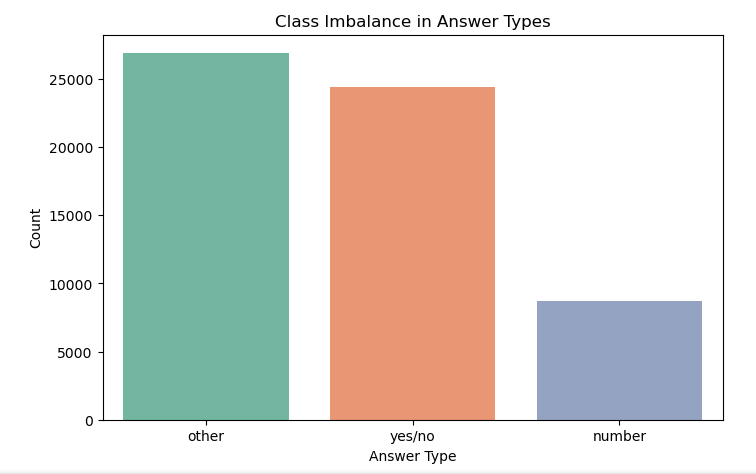 Class Imbalance in Answer Types
25000
20000
15000
10000
5000
0
Count
other yes/no number
Answer Type